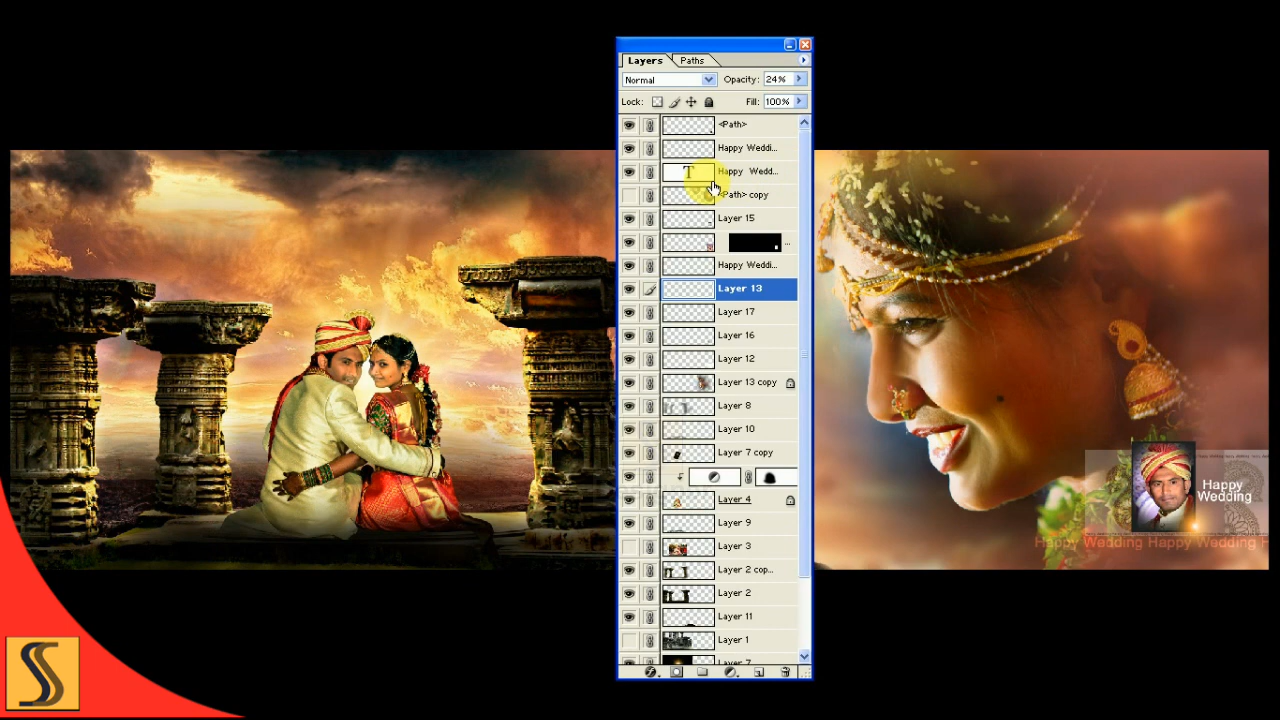 Layers
Paths
Normal
Opacity: 24%
Lock:
Fill: 100%
<Path>
Happy Weddi...
T
Happy Wedd...
<Path> copy
Layer 15
...
Happy Weddi...
Layer 13
Layer 17
Layer 16
Layer 12
Layer 13 copy
Layer 8
Layer 10
Layer 7 copy
Layer 4
Layer 9
Layer 3
Layer 2 cop...
Layer 2
Layer 11
Layer 1
Layer 7
Happy
Wedding
Happy Wedding Happy Wedding H